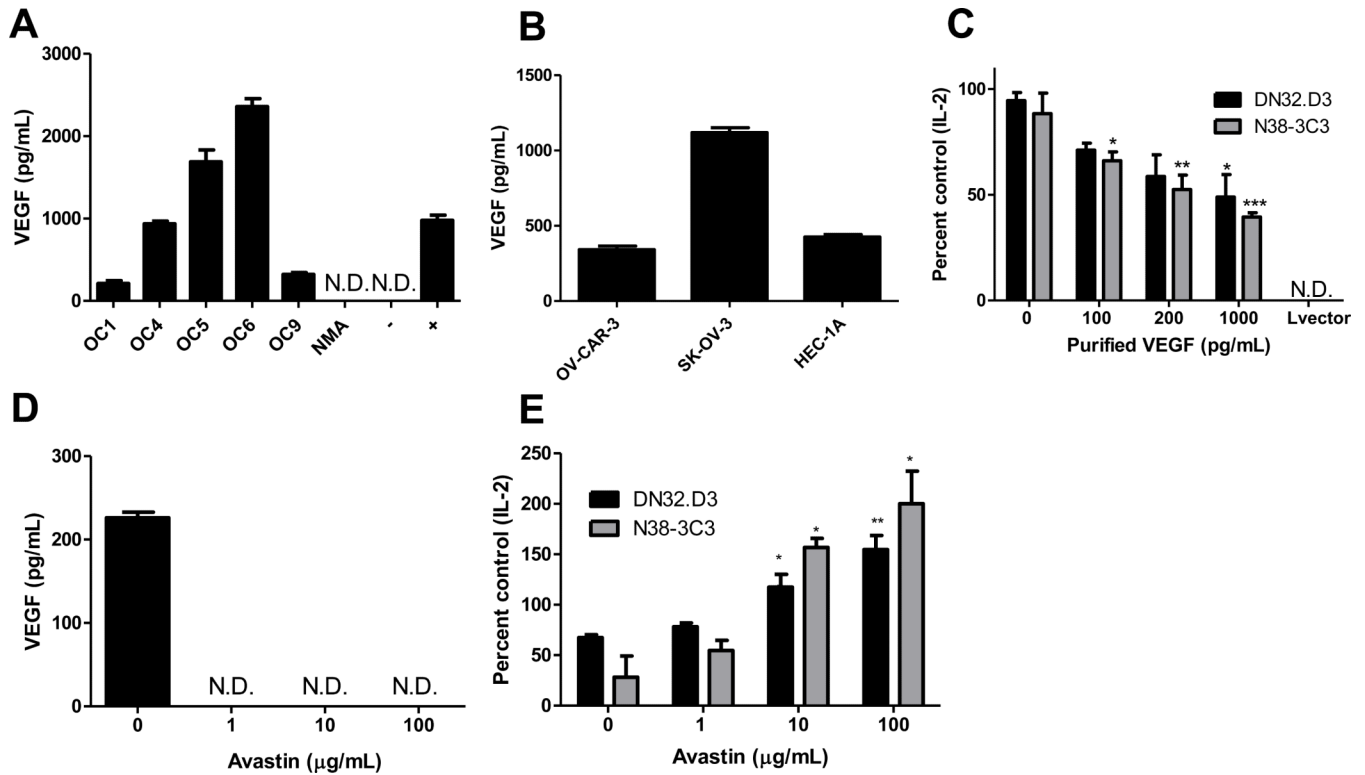 A
VEGF (pg/mL)
3000
2000
1000
0
N.D. N.D.
OC1
OC4
OC5
OC6
OC9
NMA
-
+
B
VEGF (pg/mL)
1500
1000
500
0
OV-CAR-3
SK-OV-3
HEC-1A
C
Percent control (IL-2)
100
50
0
DN32.D3
N38-3C3
*
**
*
***
N.D.
0
100
200
1000
Lvector
Purified VEGF (pg/mL)
D
VEGF (pg/mL)
300
200
100
0
N.D.
N.D.
N.D.
0
1
10
100
Avastin (μg/mL)
E
Percent control (IL-2)
250
200
150
100
50
0
DN32.D3
N38-3C3
*
*
**
*
0
1
10
100
Avastin (μg/mL)